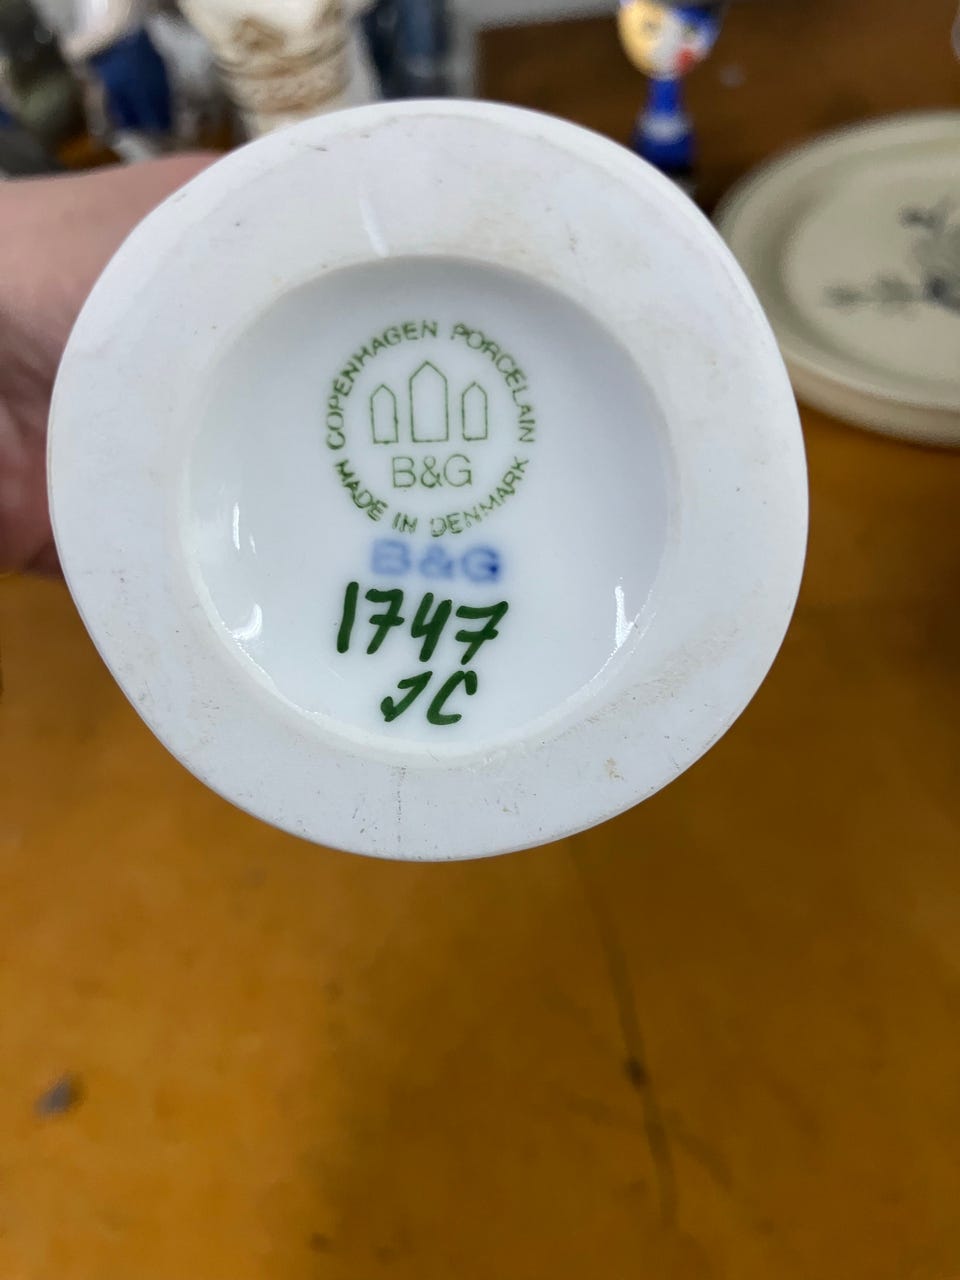 COPENHAGEN PORCELAIN
B&G
MADE IN DENMARK
B&G
1747
JC